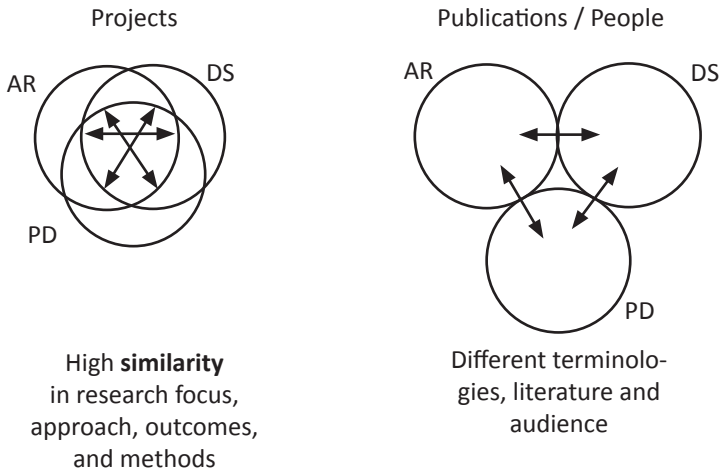 Projects
AR
DS
PD
High similarity
in research focus,
approach, outcomes,
and methods
Publications / People
AR
DS
PD
Different terminolo-
gies, literature and
audience